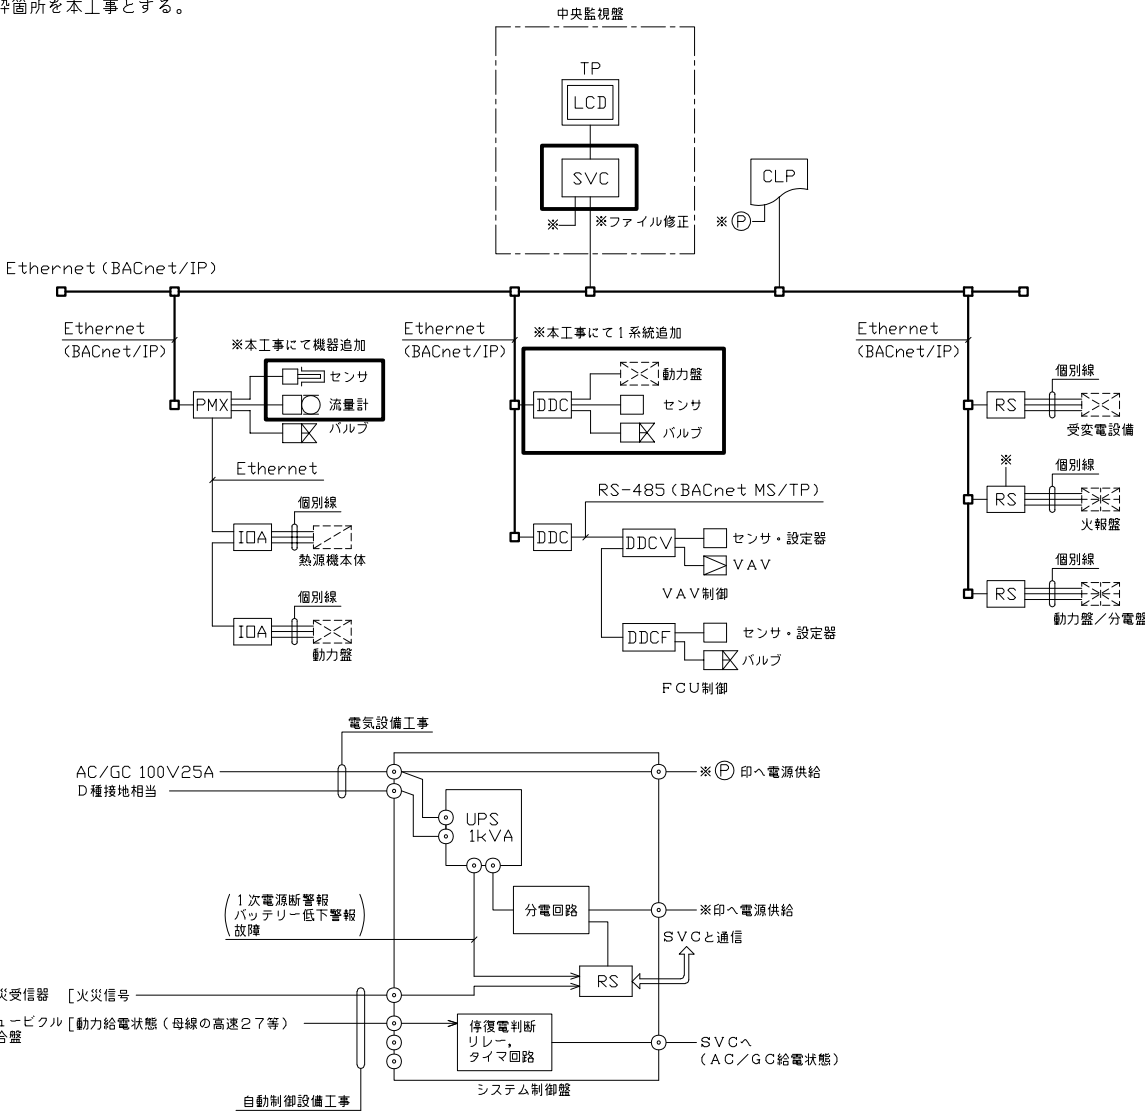 枠箇所を本工事とする。
中央監視盤
TP
LCD
SVC
※
※ファイル修正
CLP
※Ⓟ
Ethernet(BACnet/IP)
Ethernet
(BACnet/IP)
Ethernet
(BACnet/IP)
Ethernet
(BACnet/IP)
※本工事にて機器追加
センサ
流量計
バルブ
PMX
Ethernet
個別線
IOA
熱源機本体
個別線
IOA
動力盤
※本工事にて1系統追加
DDC
動力盤
センサ
バルブ
RS-485(BACnet MS/TP)
DDC
DDCV
センサ・設定器
VAV
VAV制御
DDCF
センサ・設定器
バルブ
FCU制御
個別線
RS
受変電設備
※
個別線
RS
火報盤
個別線
RS
動力盤/分電盤
電気設備工事
AC/GC 100V25A
D種接地相当
※Ⓟ 印へ電源供給
UPS
1kVA
(1次電源断警報
バッテリー低下警報
故障)
分電回路
※印へ電源供給
SVCと通信
RS
災受信器 [火災信号
ュービクル [動力給電状態(母線の高速27等)
合盤
停復電判断
リレー,
タイマ回路
SVCへ
(AC/GC給電状態)
システム制御盤
自動制御設備工事